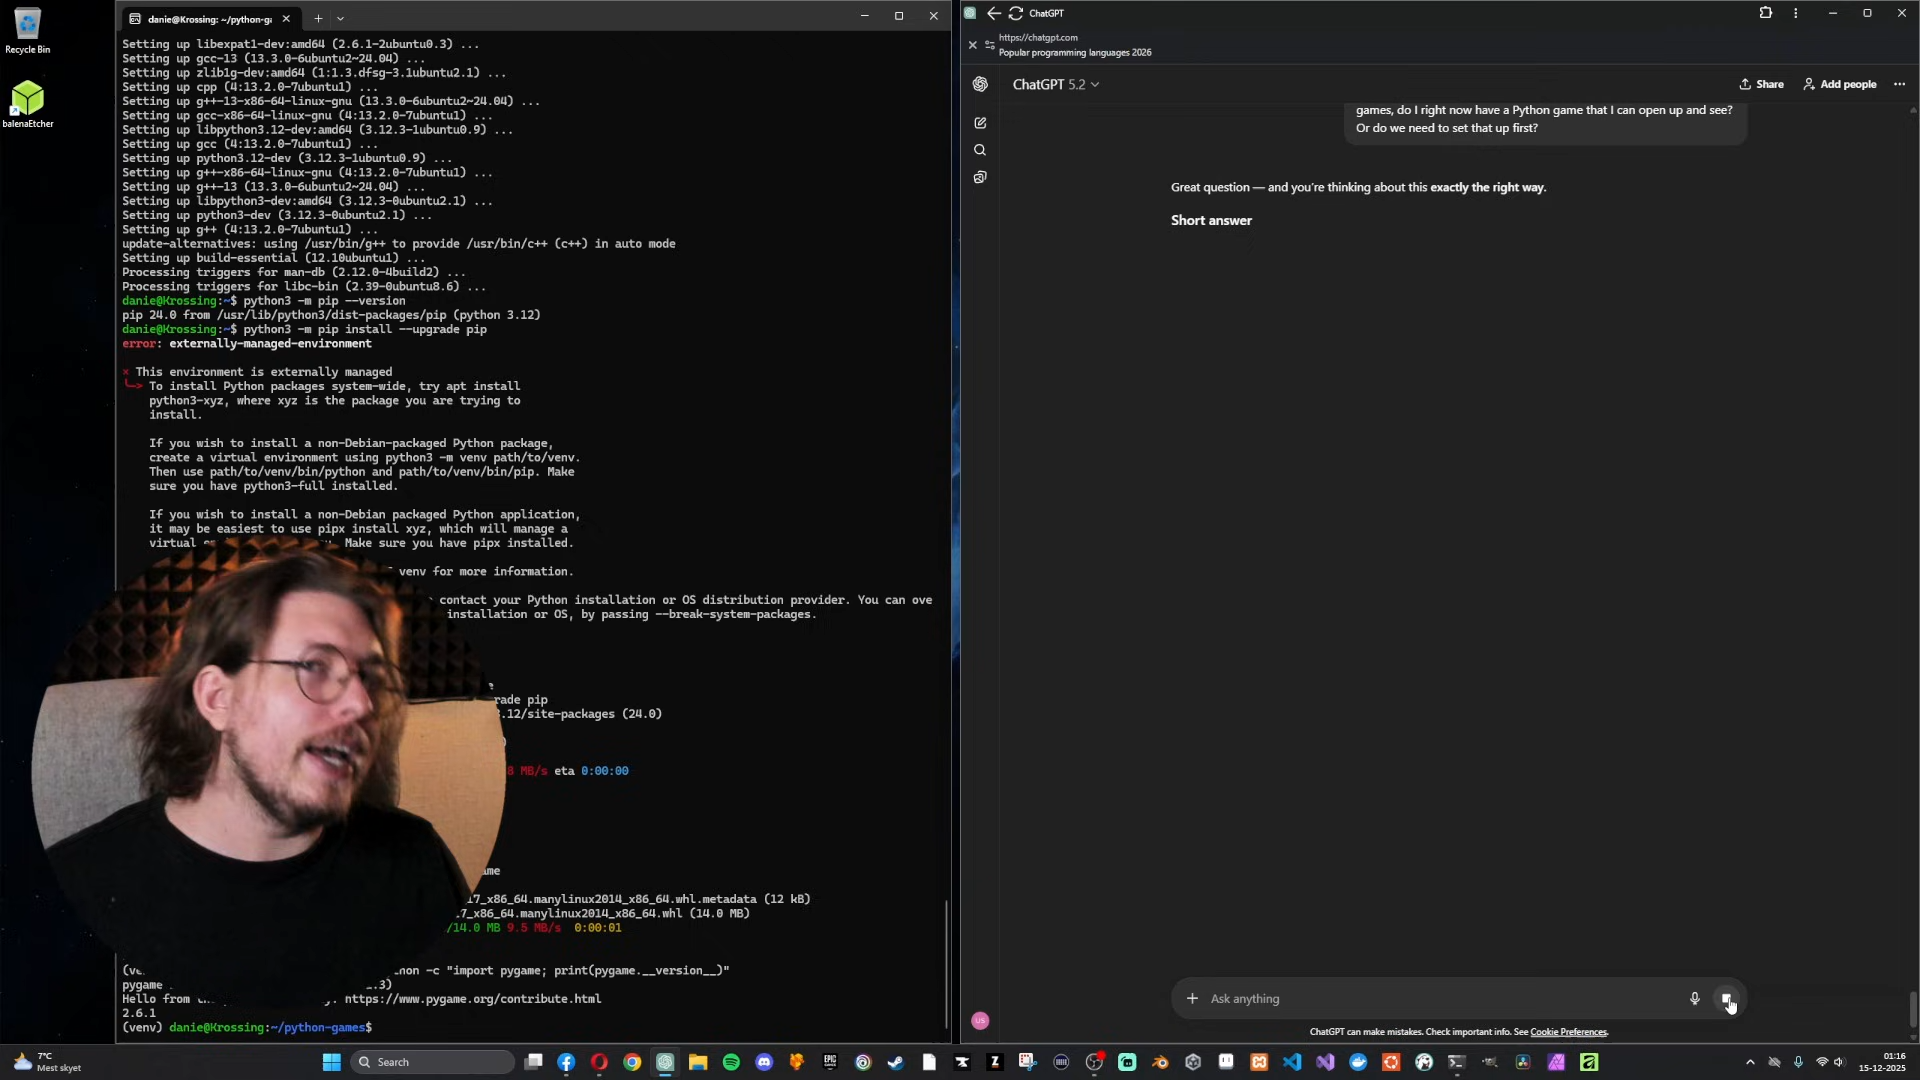 Recycle Bin
balenaEtcher
danie@Krossing: ~/python-ga
Setting up libexpat1-dev:amd64 (2.6.1-2ubuntu0.3) ...
Setting up gcc-13 (13.3.0-6ubuntu2~24.04) ...
Setting up zlib1g-dev:amd64 (1:1.3.dfsg-3.1ubuntu2.1) ...
Setting up cpp (4:13.2.0-7ubuntu1) ...
Setting up g++-13-x86-64-linux-gnu (13.3.0-6ubuntu2~24.04) ...
Setting up gcc-x86-64-linux-gnu (4:13.2.0-7ubuntu1) ...
Setting up libpython3.12-dev:amd64 (3.12.3-1ubuntu0.9) ...
Setting up gcc (4:13.2.0-7ubuntu1) ...
Setting up python3.12-dev (3.12.3-1ubuntu0.9) ...
Setting up g++-x86-64-linux-gnu (4:13.2.0-7ubuntu1) ...
Setting up g++-13 (13.3.0-6ubuntu2~24.04) ...
Setting up libpython3-dev:amd64 (3.12.3-0ubuntu2.1) ...
Setting up python3-dev (3.12.3-0ubuntu2.1) ...
Setting up g++ (4:13.2.0-7ubuntu1) ...
update-alternatives: using /usr/bin/g++ to provide /usr/bin/c++ (c++) in auto mode
Setting up build-essential (12.10ubuntu1) ...
Processing triggers for man-db (2.12.0-4build2) ...
Processing triggers for libc-bin (2.39-0ubuntu8.6) ...
danie@Krossing:~$ python3 -m pip --version
pip 24.0 from /usr/lib/python3/dist-packages/pip (python 3.12)
danie@Krossing:~$ python3 -m pip install --upgrade pip
error: externally-managed-environment
× This environment is externally managed
╰─> To install Python packages system-wide, try apt install
python3-xyz, where xyz is the package you are trying to
install.
If you wish to install a non-Debian-packaged Python package,
create a virtual environment using python3 -m venv path/to/venv.
Then use path/to/venv/bin/python and path/to/venv/bin/pip. Make
sure you have python3-full installed.
If you wish to install a non-Debian packaged Python application,
it may be easiest to use pipx install xyz, which will manage a
virtual Make sure you have pipx installed.
venv for more information.
contact your Python installation or OS distribution provider. You can ove
installation or OS, by passing --break-system-packages.
rade pip
.12/site-packages (24.0)
)
8 MB/s eta 0:00:00
ame
17_x86_64.manylinux2014_x86_64.whl.metadata (12 kB)
7_x86_64.manylinux2014_x86_64.whl (14.0 MB)
/14.0 MB 9.5 MB/s 0:00:01
(ve hon -c "import pygame; print(pygame.__version__)"
pygame .3)
Hello from th y. https://www.pygame.org/contribute.html
2.6.1
(venv) danie@Krossing:~/python-games$
ChatGPT
https://chatgpt.com
Popular programming languages 2026
ChatGPT 5.2
Share
Add people
games, do I right now have a Python game that I can open up and see?
Or do we need to set that up first?
Great question — and you're thinking about this exactly the right way.
Short answer
Ask anything
ChatGPT can make mistakes. Check important info. See Cookie Preferences.
US
7°C
Mest skyet
Search
EPIC
01:16
15-12-2025